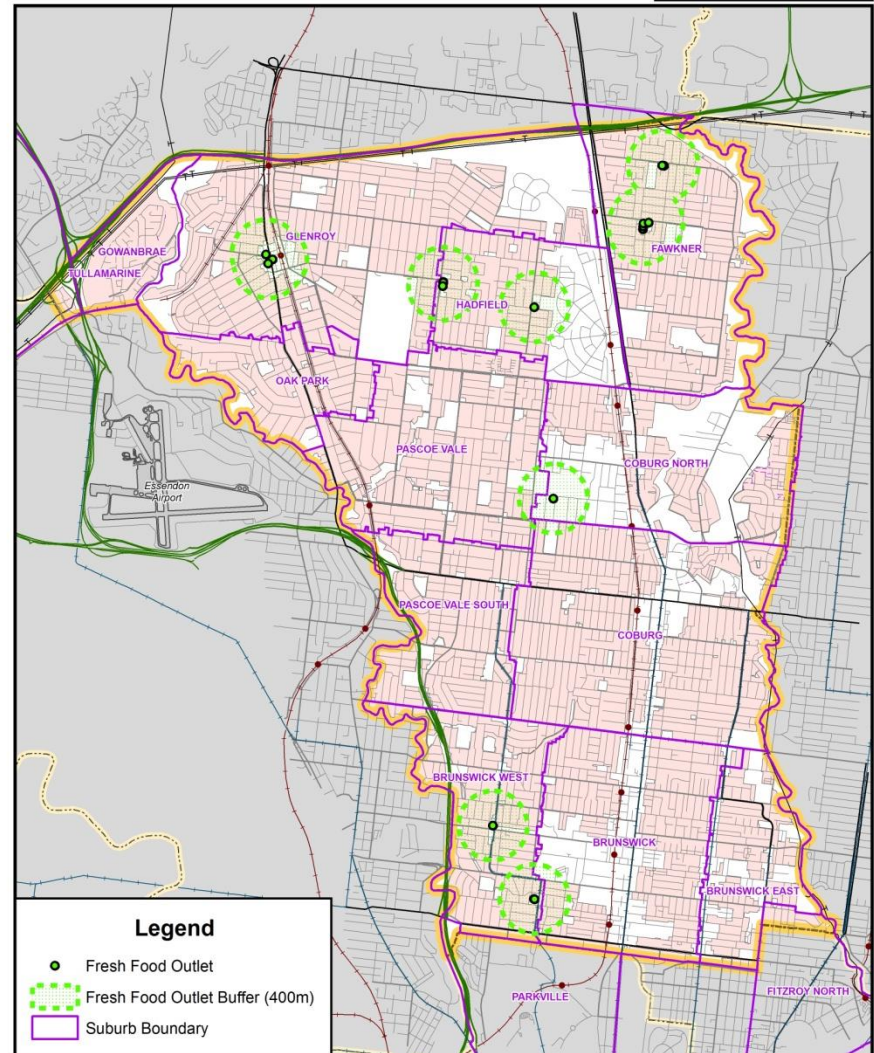 GLENROY
GOWANBRAE
TULLAMARINE
FAWKNER
HADFIELD
OAK PARK
PASCOE VALE
COBURG NORTH
Essendon
Airport
PASCOE VALE SOUTH
COBURG
BRUNSWICK WEST
BRUNSWICK
BRUNSWICK EAST
PARKVILLE
FITZROY NORTH
Legend
Fresh Food Outlet
Fresh Food Outlet Buffer (400m)
Suburb Boundary